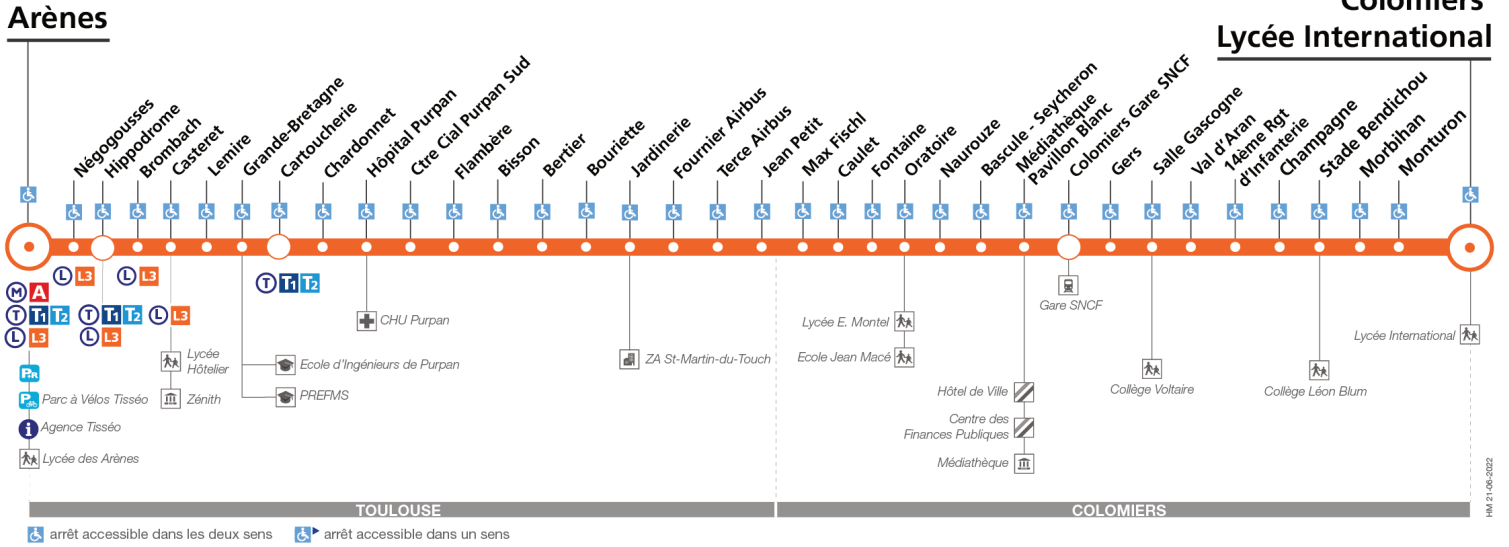 Arènes
Colomiers
Lycée International
Négogousses
Hippodrome
Brombach
Casteret
Lemire
Grande-Bretagne
Cartoucherie
Chardonnet
Hôpital Purpan
Ctre Cial Purpan Sud
Flambère
Bisson
Bertier
Bouriette
Jardinerie
Fournier Airbus
Terce Airbus
Jean Petit
Max Fischl
Caulet
Fontaine
Oratoire
Naurouze
Bascule - Seycheron
Médiathèque
Pavillon Blanc
Colomiers Gare SNCF
Gers
Salle Gascogne
Val d'Aran
14ème Rgt
d'Infanterie
Champagne
Stade Bendichou
Morbihan
Monturon
L L3
L L3
M A
T T1 T2
T T1 T2
L L3
T T1 T2
L L3
L L3
P+R
Parc à Vélos Tisséo
i Agence Tisséo
Lycée des Arènes
Lycée
Hôtelier
Zénith
Ecole d'Ingénieurs de Purpan
PREFMS
CHU Purpan
ZA St-Martin-du-Touch
Lycée E. Montel
Ecole Jean Macé
Hôtel de Ville
Centre des
Finances Publiques
Médiathèque
Gare SNCF
Collège Voltaire
Collège Léon Blum
Lycée International
TOULOUSE
COLOMIERS
arrêt accessible dans les deux sens
arrêt accessible dans un sens
HM 21-06-2022